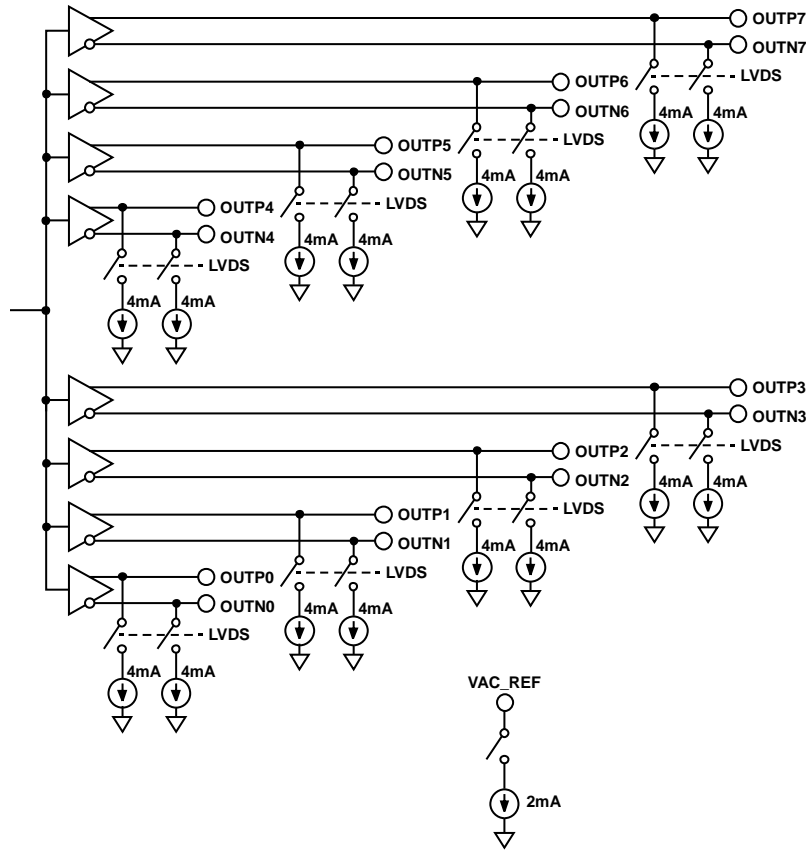 OUTP7
OUTN7
LVDS
4mA 4mA
OUTP6
OUTN6
LVDS
4mA 4mA
OUTP5
OUTN5
LVDS
4mA 4mA
OUTP4
OUTN4
LVDS
4mA 4mA
OUTP3
OUTN3
LVDS
4mA 4mA
OUTP2
OUTN2
LVDS
4mA 4mA
OUTP1
OUTN1
LVDS
4mA 4mA
OUTP0
OUTN0
LVDS
4mA 4mA
VAC_REF
2mA